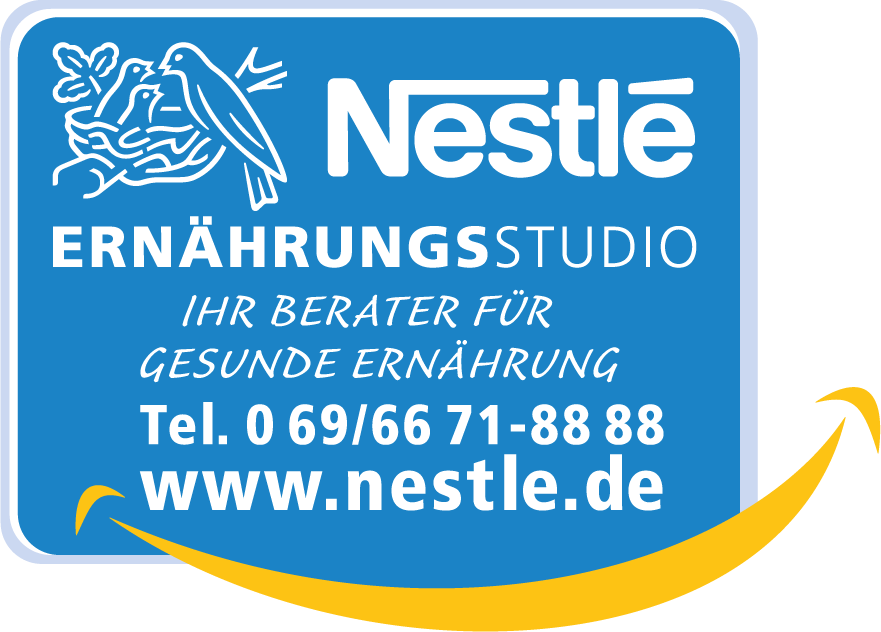 Nestlé
ERNÄHRUNGSSTUDIO
IHR BERATER FÜR
GESUNDE ERNÄHRUNG
Tel. 0 69/66 71-88 88
www.nestle.de